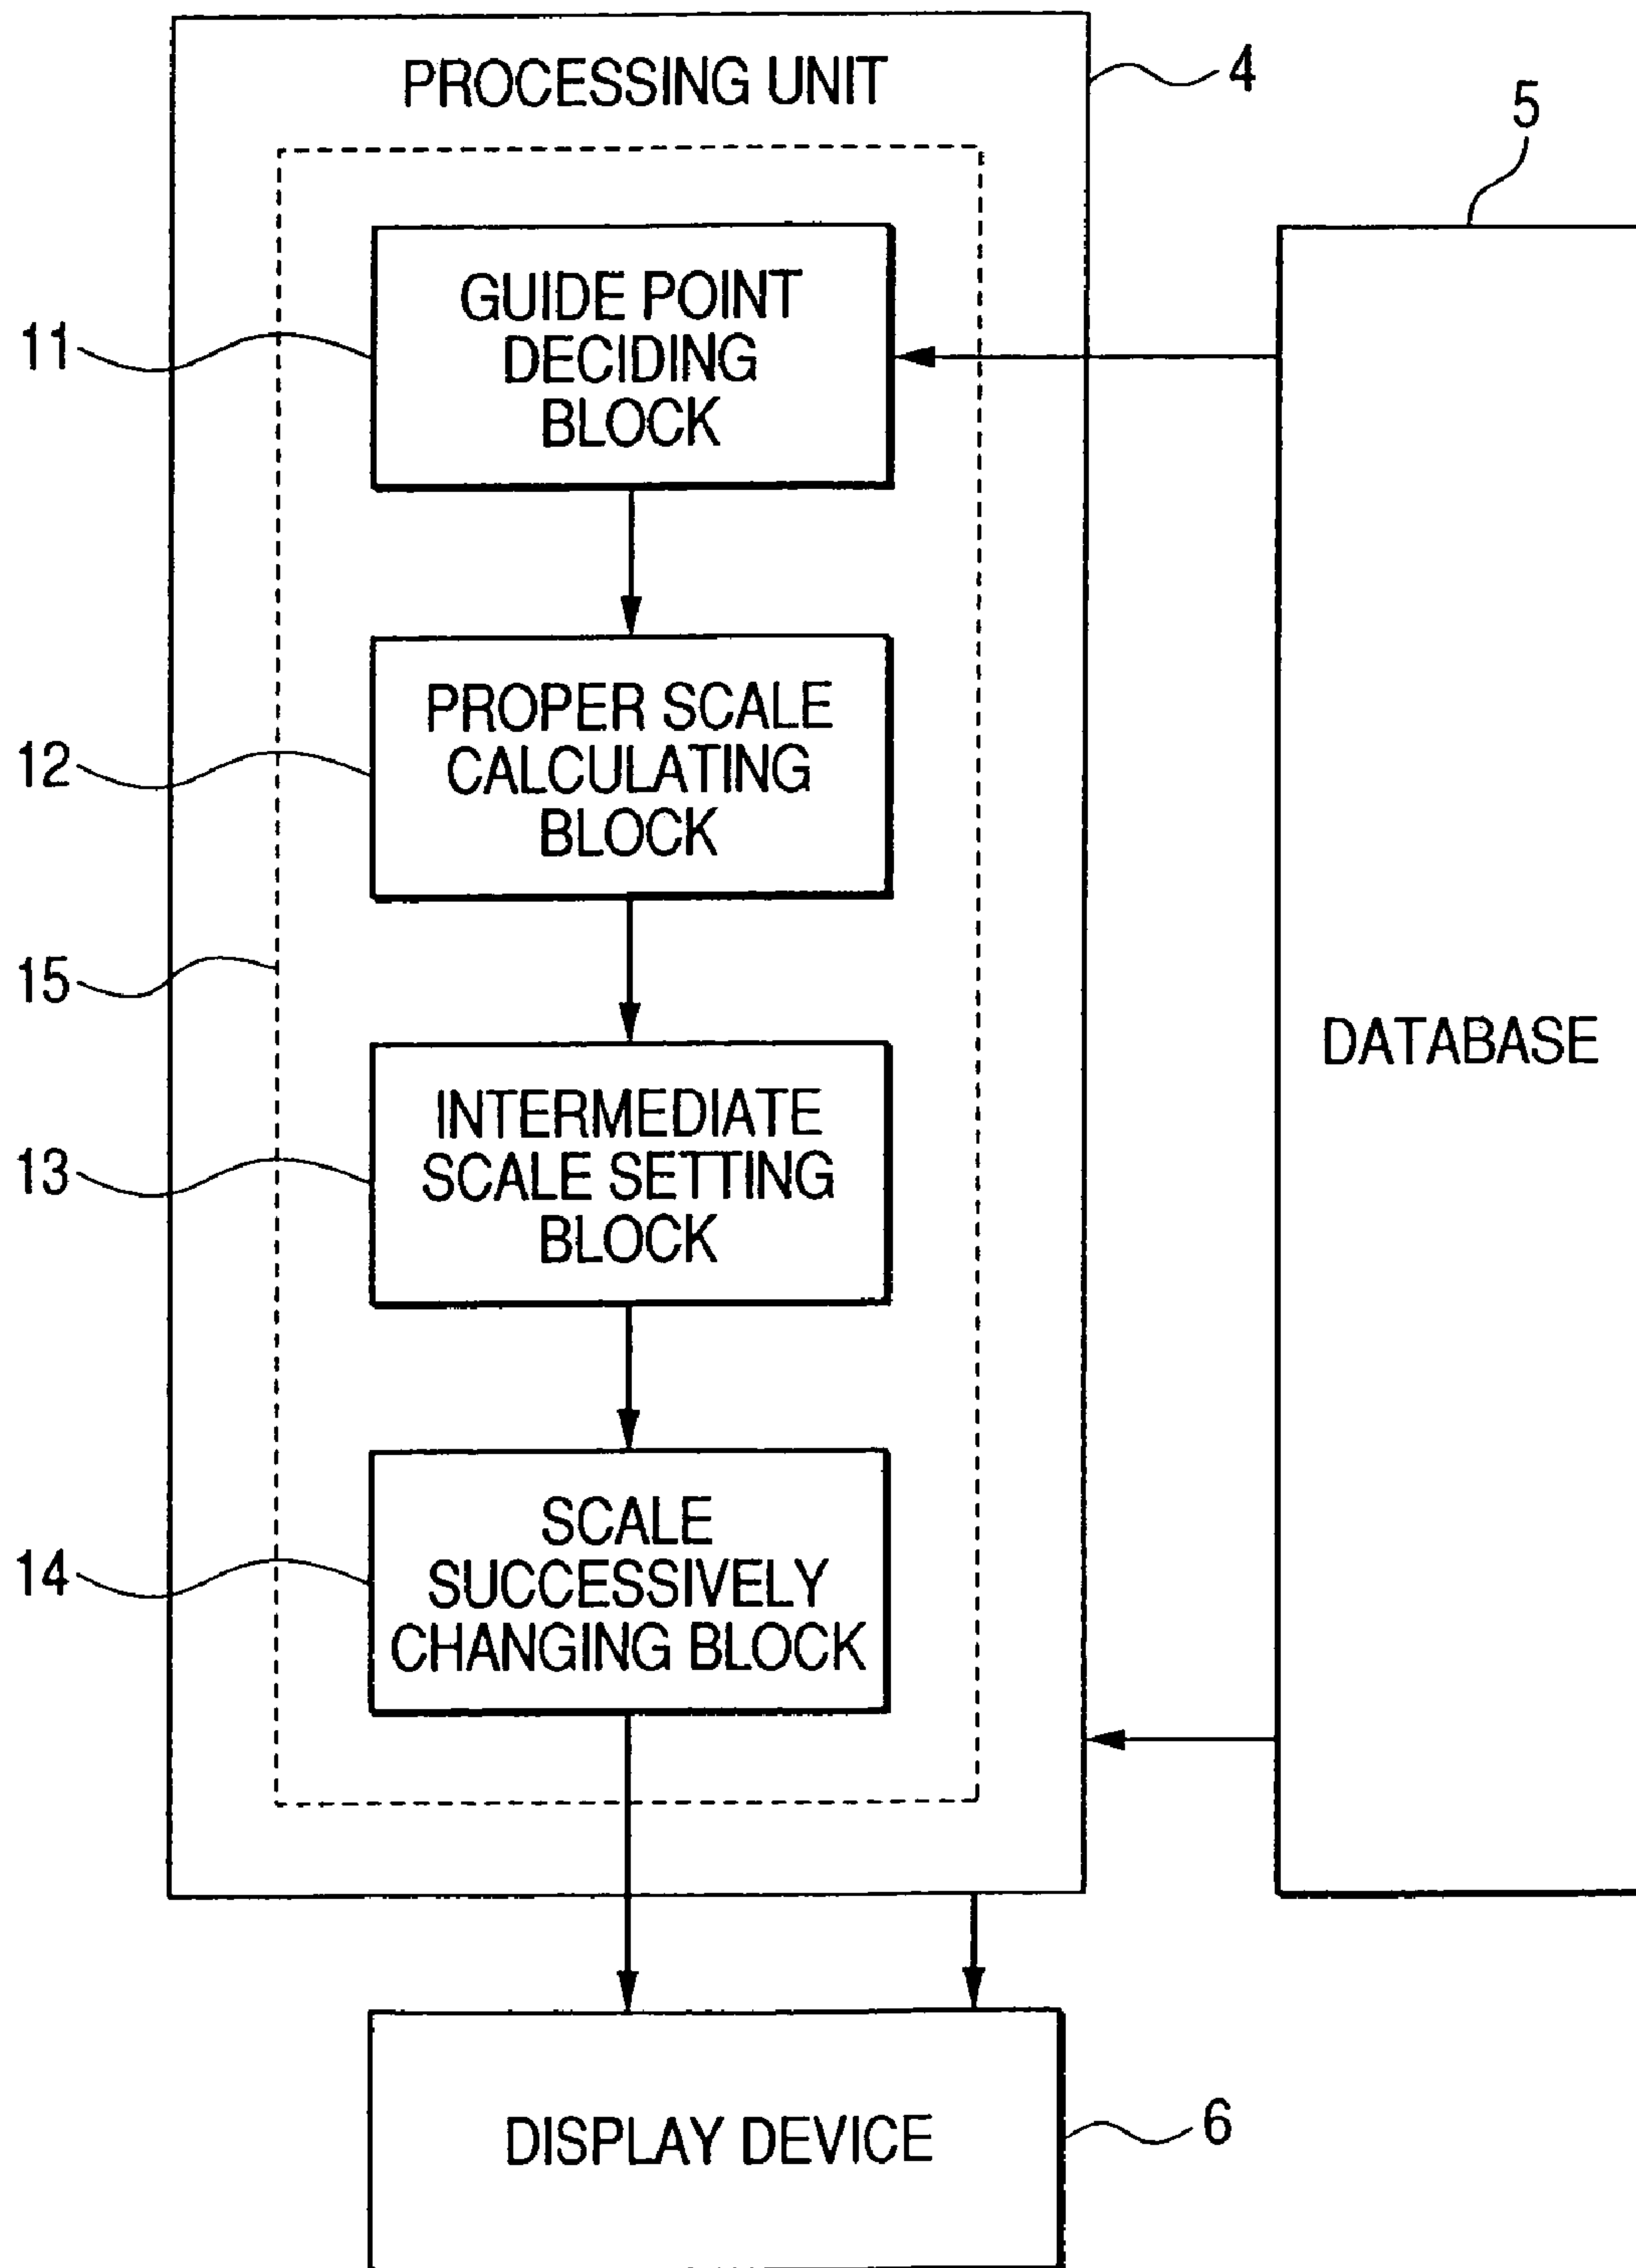 PROCESSING UNIT
4
5
GUIDE POINT
DECIDING
BLOCK
11
PROPER SCALE
CALCULATING
BLOCK
12
15
DATABASE
INTERMEDIATE
SCALE SETTING
BLOCK
13
SCALE
SUCCESSIVELY
CHANGING BLOCK
14
DISPLAY DEVICE
6